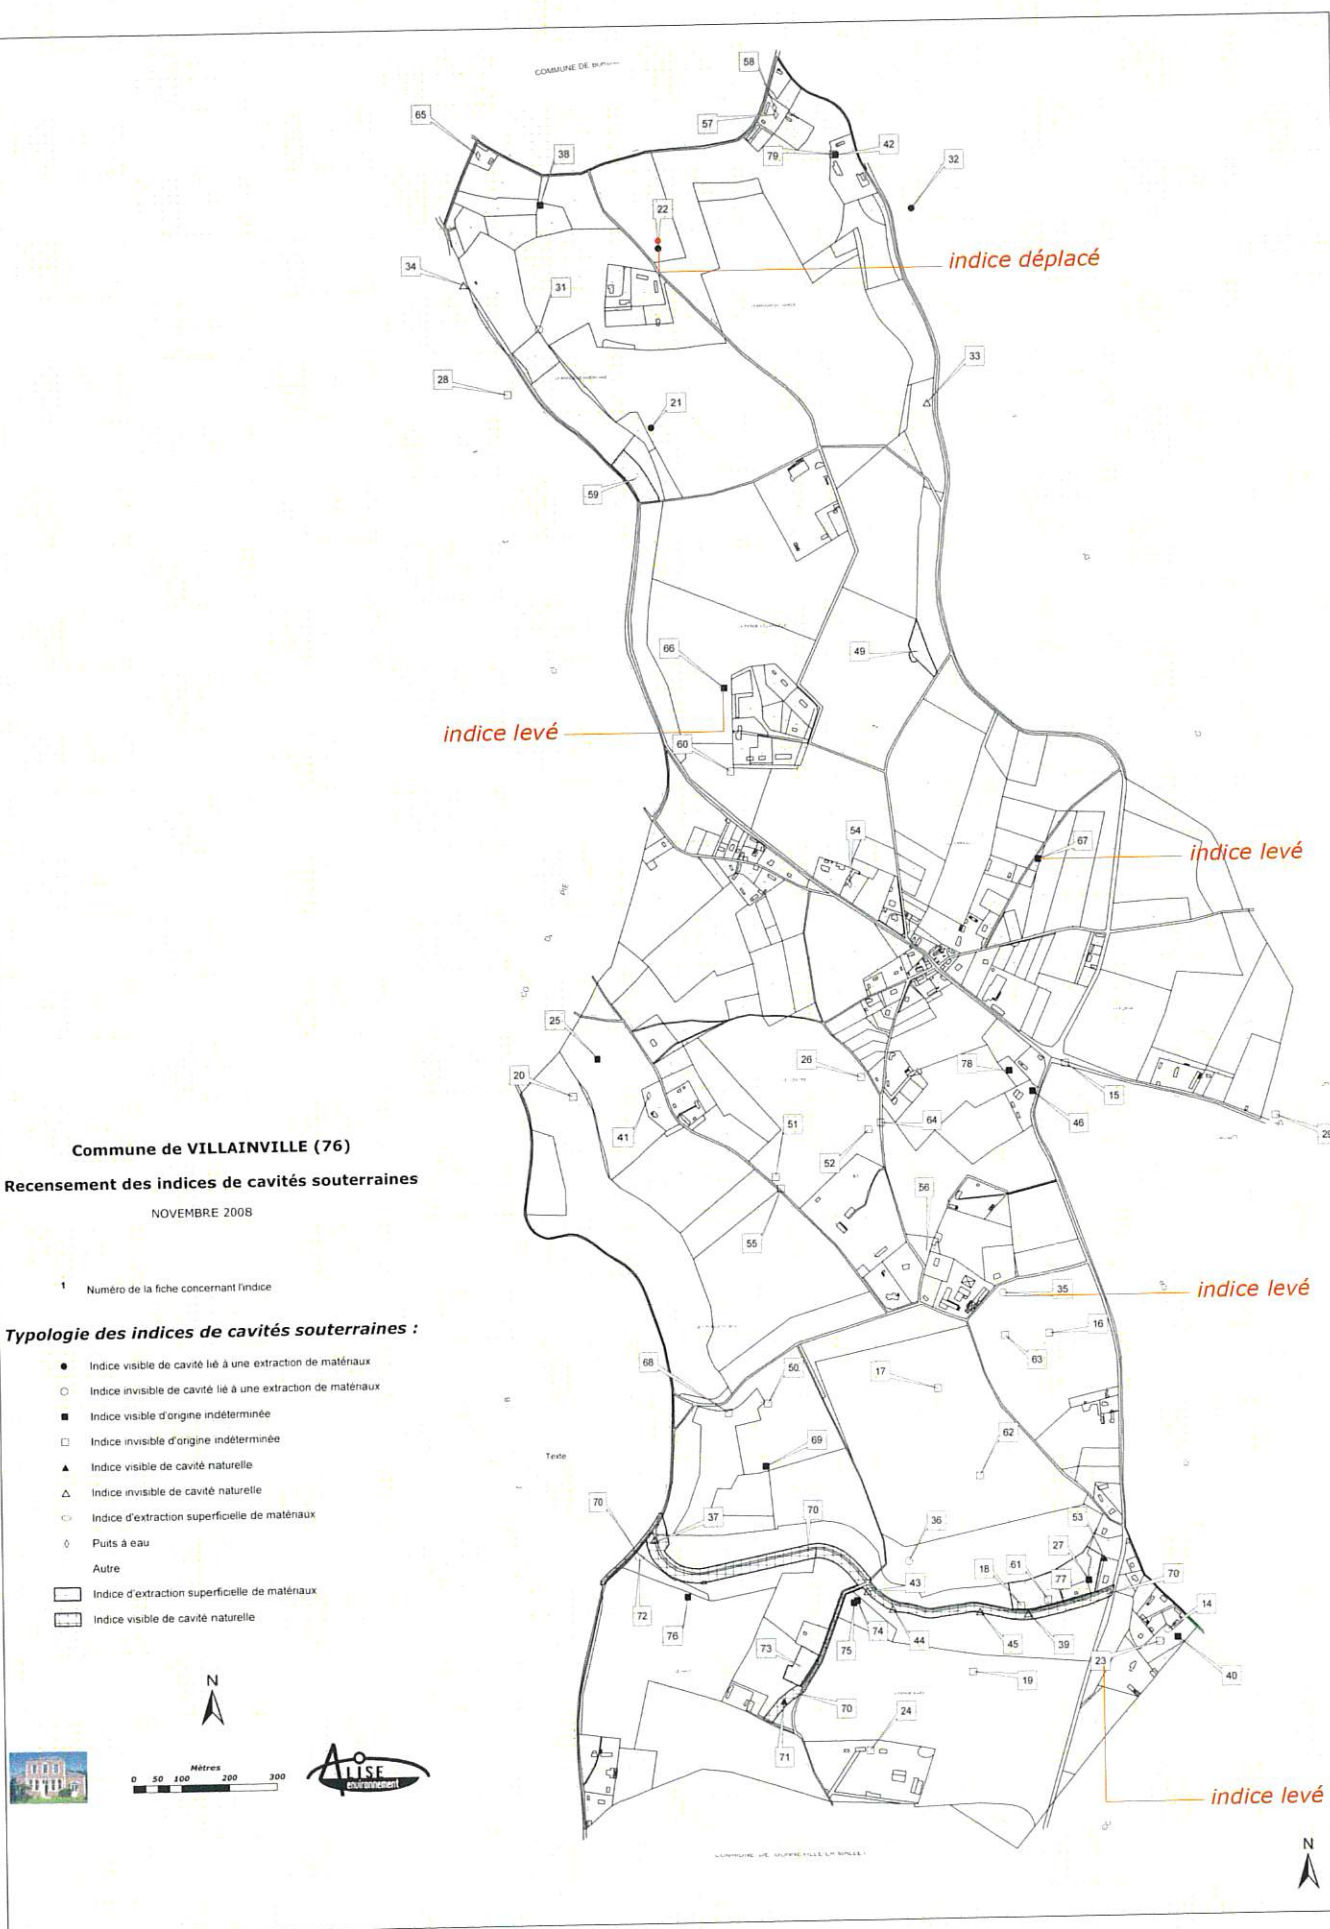 COMMUNE DE
58
65
57
38
79
42
32
22
indice déplacé
34
31
33
28
21
59
49
66
indice levé
60
54
67
indice levé
25
26
78
20
15
51
64
46
41
52
29
Commune de VILLAINVILLE (76)
Recensement des indices de cavités souterraines
NOVEMBRE 2008
56
55
1 Numéro de la fiche concernant l'indice
35
indice levé
16
63
Typologie des indices de cavités souterraines :
Indice visible de cavité lié à une extraction de matériaux
Indice invisible de cavité lié à une extraction de matériaux
Indice visible d'origine indéterminée
Indice invisible d'origine indéterminée
Indice visible de cavité naturelle
Indice invisible de cavité naturelle
Indice d'extraction superficielle de matériaux
Puits à eau
Autre
Indice d'extraction superficielle de matériaux
Indice visible de cavité naturelle
68
50
17
69
62
Texte
70
37
70
36
53
27
18
61
77
70
43
14
72
76
75
74
44
45
39
73
23
40
19
70
24
71
indice levé
N
Mètres
0 50 100 200 300
ALISE
environnement
COMMUNE DE
N